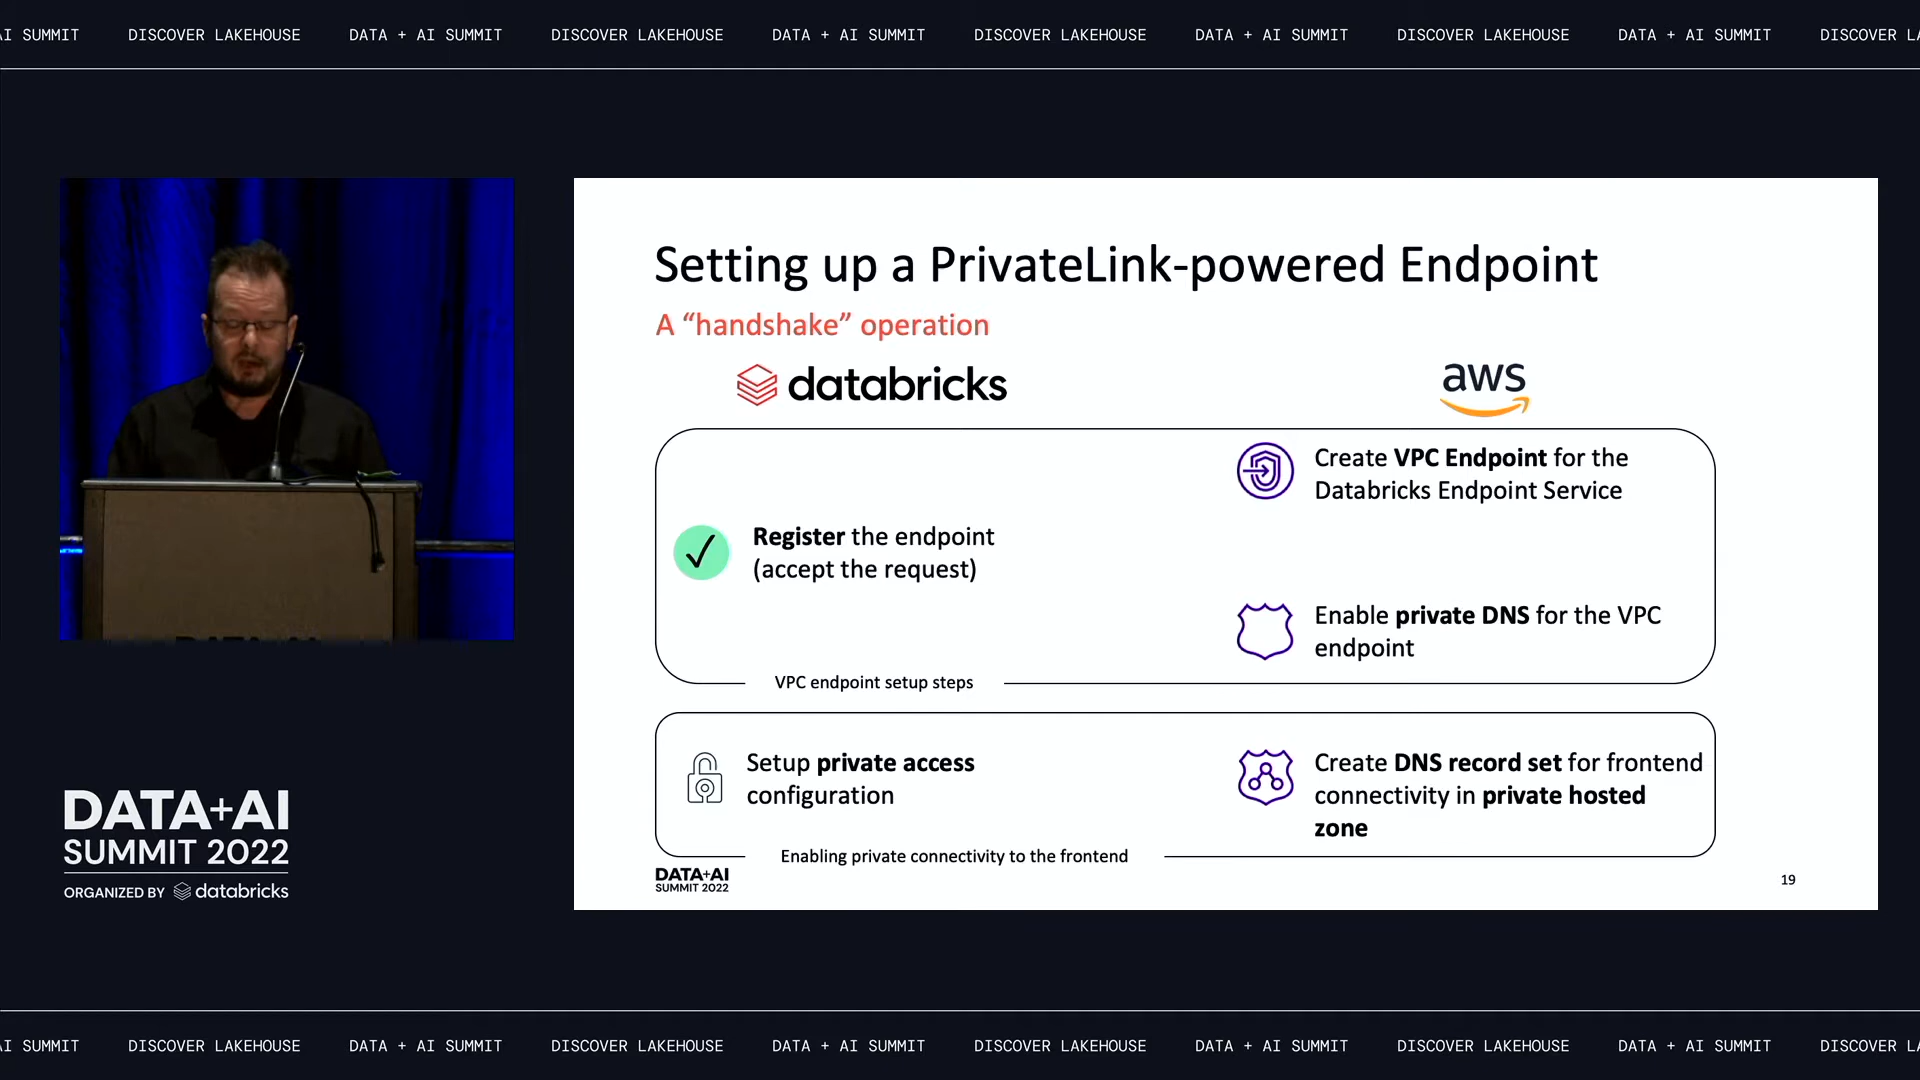 AI SUMMIT DISCOVER LAKEHOUSE DATA + AI SUMMIT DISCOVER LAKEHOUSE DATA + AI SUMMIT DISCOVER LAKEHOUSE DATA + AI SUMMIT DISCOVER LAKEHOUSE DATA + AI SUMMIT DISCOVER LA
Setting up a PrivateLink-powered Endpoint
A “handshake” operation
databricks
aws
Create VPC Endpoint for the
Databricks Endpoint Service
Register the endpoint
(accept the request)
Enable private DNS for the VPC
endpoint
VPC endpoint setup steps
Setup private access
configuration
Create DNS record set for frontend
connectivity in private hosted
zone
Enabling private connectivity to the frontend
DATA+AI
SUMMIT 2022
19
DATA+AI
SUMMIT 2022
ORGANIZED BY databricks
AI SUMMIT DISCOVER LAKEHOUSE DATA + AI SUMMIT DISCOVER LAKEHOUSE DATA + AI SUMMIT DISCOVER LAKEHOUSE DATA + AI SUMMIT DISCOVER LAKEHOUSE DATA + AI SUMMIT DISCOVER LA